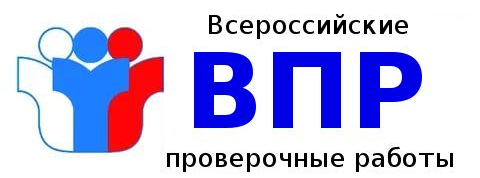 Всероссийские
ВПР
проверочные работы